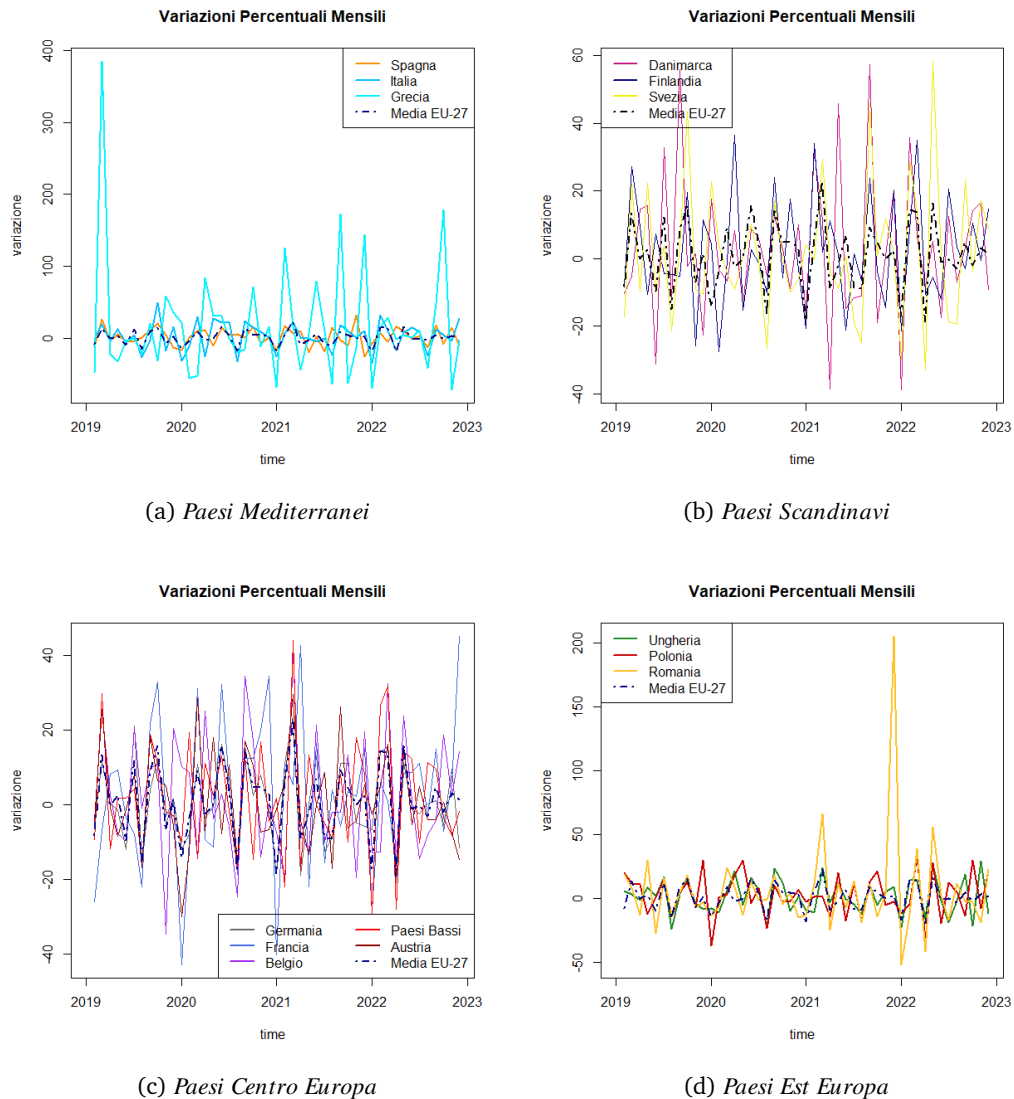 Variazioni Percentuali Mensili
400
300
200
100
0
variazione
Spagna
Italia
Grecia
Media EU-27
2019
2020
2021
2022
2023
time
(a) Paesi Mediterranei
Variazioni Percentuali Mensili
60
40
20
0
-20
-40
variazione
Danimarca
Finlandia
Svezia
Media EU-27
2019
2020
2021
2022
2023
time
(b) Paesi Scandinavi
Variazioni Percentuali Mensili
40
20
0
-20
-40
variazione
Germania
Francia
Belgio
Paesi Bassi
Austria
Media EU-27
2019
2020
2021
2022
2023
time
(c) Paesi Centro Europa
Variazioni Percentuali Mensili
200
150
100
50
0
-50
variazione
Ungheria
Polonia
Romania
Media EU-27
2019
2020
2021
2022
2023
time
(d) Paesi Est Europa